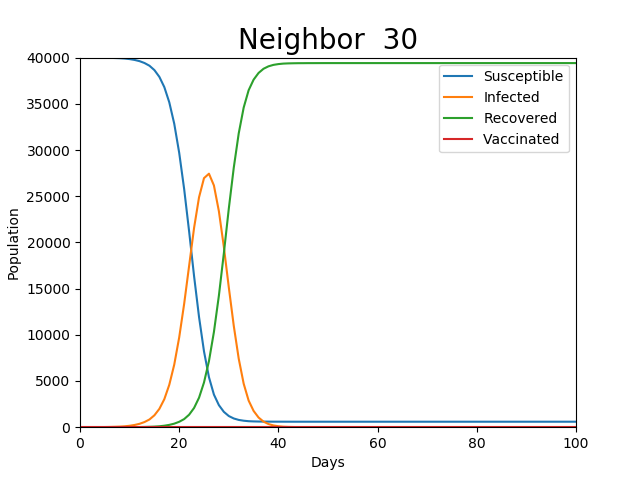 Neighbor  30
40000
35000
30000
25000
20000
15000
10000
5000
0
Population
0 20 40 60 80 100
Days
Susceptible
Infected
Recovered
Vaccinated